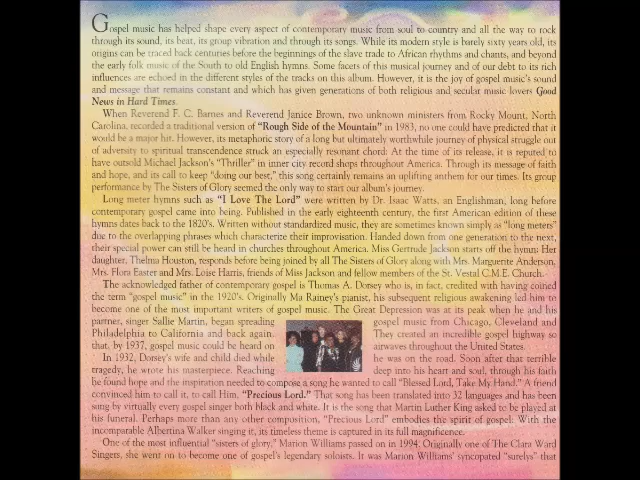 Gospel music has helped shape every aspect of contemporary music from soul to country and all the way to rock
through its sound, its beat, its group vibration and through its songs. While its modern style is barely sixty years old, its
origins can be traced back centuries before the beginnings of the slave trade to African rhythms and chants, and beyond
the early folk music of the South to old English hymns. Some facets of this musical journey and of our debt to its rich
influences are echoed in the different styles of the tracks on this album. However, it is the joy of gospel music's sound
and message that remains constant and which has given generations of both religious and secular music lovers Good
News in Hard Times.
When Reverend F. C. Barnes and Reverend Janice Brown, two unknown ministers from Rocky Mount, North
Carolina, recorded a traditional version of "Rough Side of the Mountain" in 1983, no one could have predicted that it
would be a major hit. However, its metaphoric story of a long but ultimately worthwhile journey of physical struggle out
of adversity to spiritual transcendence struck an especially resonant chord. At the time of its release, it is reputed to
have outsold Michael Jackson's "Thriller" in inner city record shops throughout America. Through its message of faith
and hope, and its call to keep "doing our best," this song certainly remains an uplifting anthem for our times. Its group
performance by The Sisters of Glory seemed the only way to start our album's journey.
Long meter hymns such as "I Love The Lord" were written by Dr. Isaac Watts, an Englishman, long before
contemporary gospel came into being. Published in the early eighteenth century, the first American edition of these
hymns dates back to the 1820's. Written without standardized music, they are sometimes known simply as "long meters"
due to the overlapping phrases which characterize their improvisation. Handed down from one generation to the next,
their special power can still be heard in churches throughout America. Miss Gertrude Jackson starts off the hymn: Her
daughter, Thelma Houston, responds before being joined by all The Sisters of Glory along with Mrs. Marguerite Anderson,
Mrs. Flora Easter and Mrs. Loise Harris, friends of Miss Jackson and fellow members of the St. Vestal C.M.E. Church.
The acknowledged father of contemporary gospel is Thomas A. Dorsey who is, in fact, credited with having coined
the term "gospel music" in the 1920's. Originally Ma Rainey's pianist, his subsequent religious awakening led him to
become one of the most important writers of gospel music. The Great Depression was at its peak when he and his
partner, singer Sallie Martin, began spreading gospel music from Chicago, Cleveland and
Philadelphia to California and back again. They created an incredible gospel highway so
that, by 1937, gospel music could be heard on airwaves throughout the United States.
In 1932, Dorsey's wife and child died while he was on the road. Soon after that terrible
tragedy, he wrote his masterpiece. Reaching deep into his heart and soul, through his faith
he found hope and the inspiration needed to compose a song he wanted to call "Blessed Lord, Take My Hand." A friend
convinced him to call it, to call Him, "Precious Lord." That song has been translated into 32 languages and has been
sung by virtually every gospel singer both black and white. It is the song that Martin Luther King asked to be played at
his funeral. Perhaps more than any other composition, "Precious Lord" embodies the spirit of gospel: With the
incomparable Albertina Walker singing it, its timeless theme is captured in its full magnificence.
One of the most influential "sisters of glory," Marion Williams passed on in 1994. Originally one of The Clara Ward
Singers, she went on to become one of gospel's legendary soloists. It was Marion Williams' syncopated "surelys" that